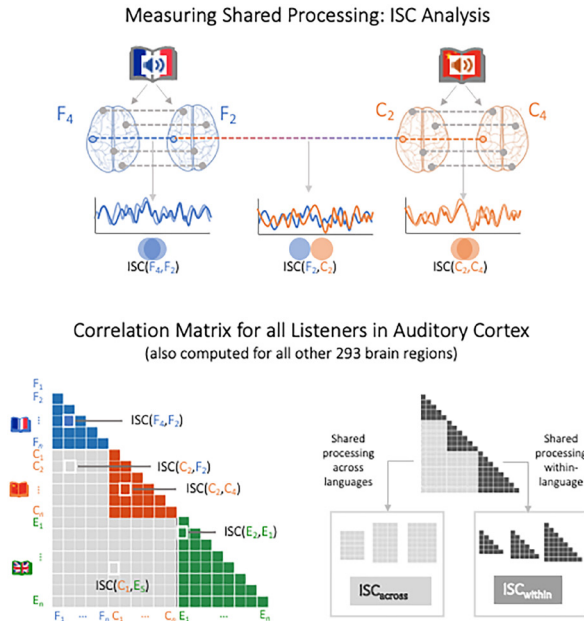 Measuring Shared Processing: ISC Analysis
F4 F2 C2 C4
ISC(F4,F2) ISC(F2,C2) ISC(C2,C4)
Correlation Matrix for all Listeners in Auditory Cortex
(also computed for all other 293 brain regions)
F1
F2
⋮ ISC(F4,F2)
Fn
C1
C2 ISC(C2,F2)
⋮ ISC(C2,C4)
Cn
E1 ISC(E2,E1)
⋮
ISC(C1,E5)
En
F1 ... Fn C1 ... Cn E1 ... En
Shared
processing
across
languages
Shared
processing
within-
language
ISCacross
ISCwithin